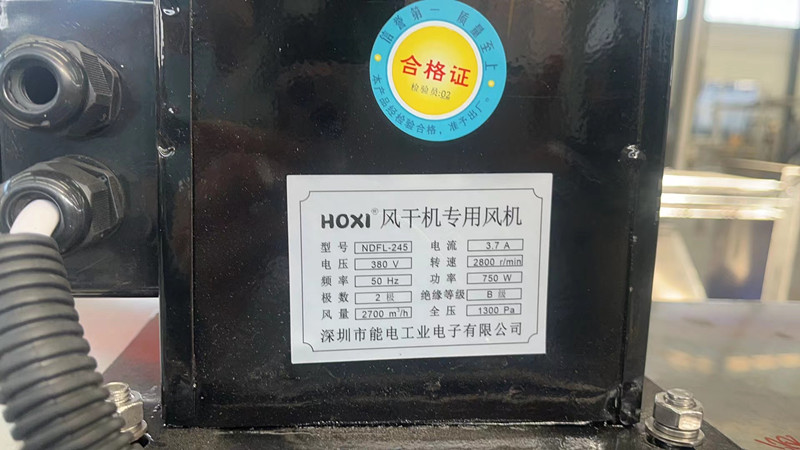 信誉第一 质量至上
合格证
检验员:02
本产品经检验合格，准予出厂。
HOXI® 风干机专用风机
型号 NDFL-245 电流 3.7 A
电压 380 V 转速 2800 r/min
频率 50 Hz 功率 750 W
极数 2 极 绝缘等级 B 级
风量 2700 m³/h 全压 1300 Pa
深圳市能电工业电子有限公司